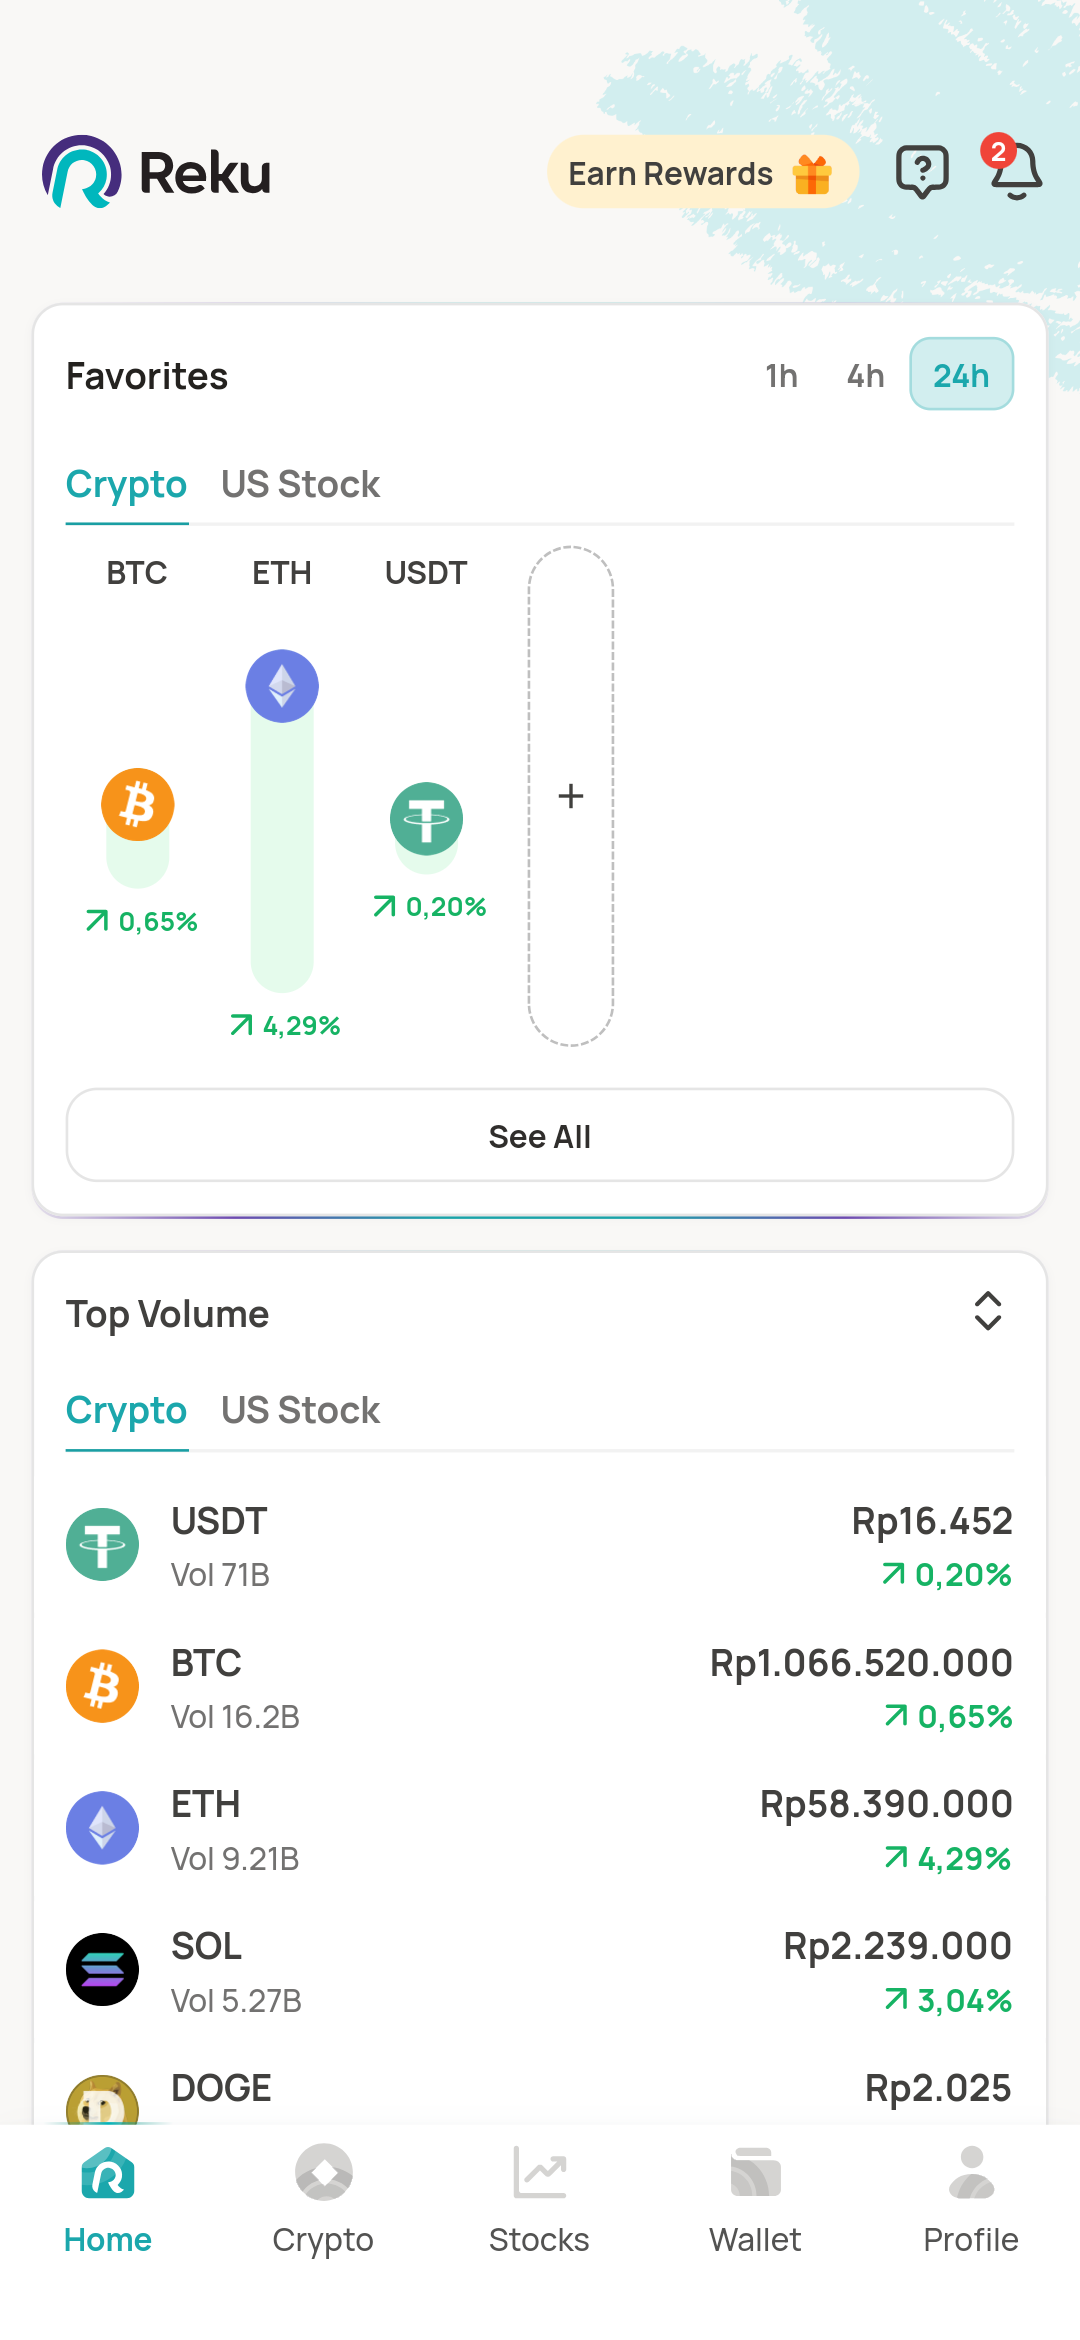 Reku
Earn Rewards
2
Favorites
1h 4h 24h
Crypto US Stock
BTC ETH USDT
0,65%
0,20%
4,29%
See All
Top Volume
Crypto US Stock
USDT Rp16.452
Vol 71B 0,20%
BTC Rp1.066.520.000
Vol 16.2B 0,65%
ETH Rp58.390.000
Vol 9.21B 4,29%
SOL Rp2.239.000
Vol 5.27B 3,04%
DOGE Rp2.025
Home Crypto Stocks Wallet Profile